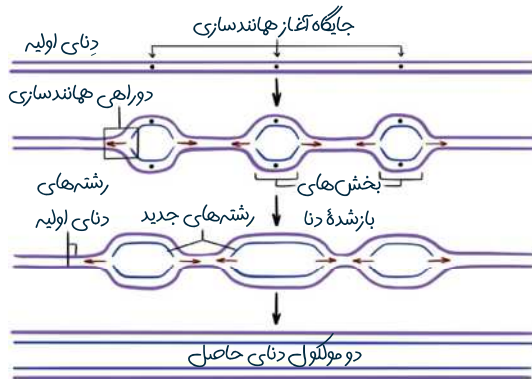 جایگاه آغاز همانندسازی
دِنای اولیه
دوراهی همانندسازی
بخش‌های
بازشدهٔ دنا
رشته‌های
دنای اولیه
رشته‌های جدید
دو مولکول دنای حاصل